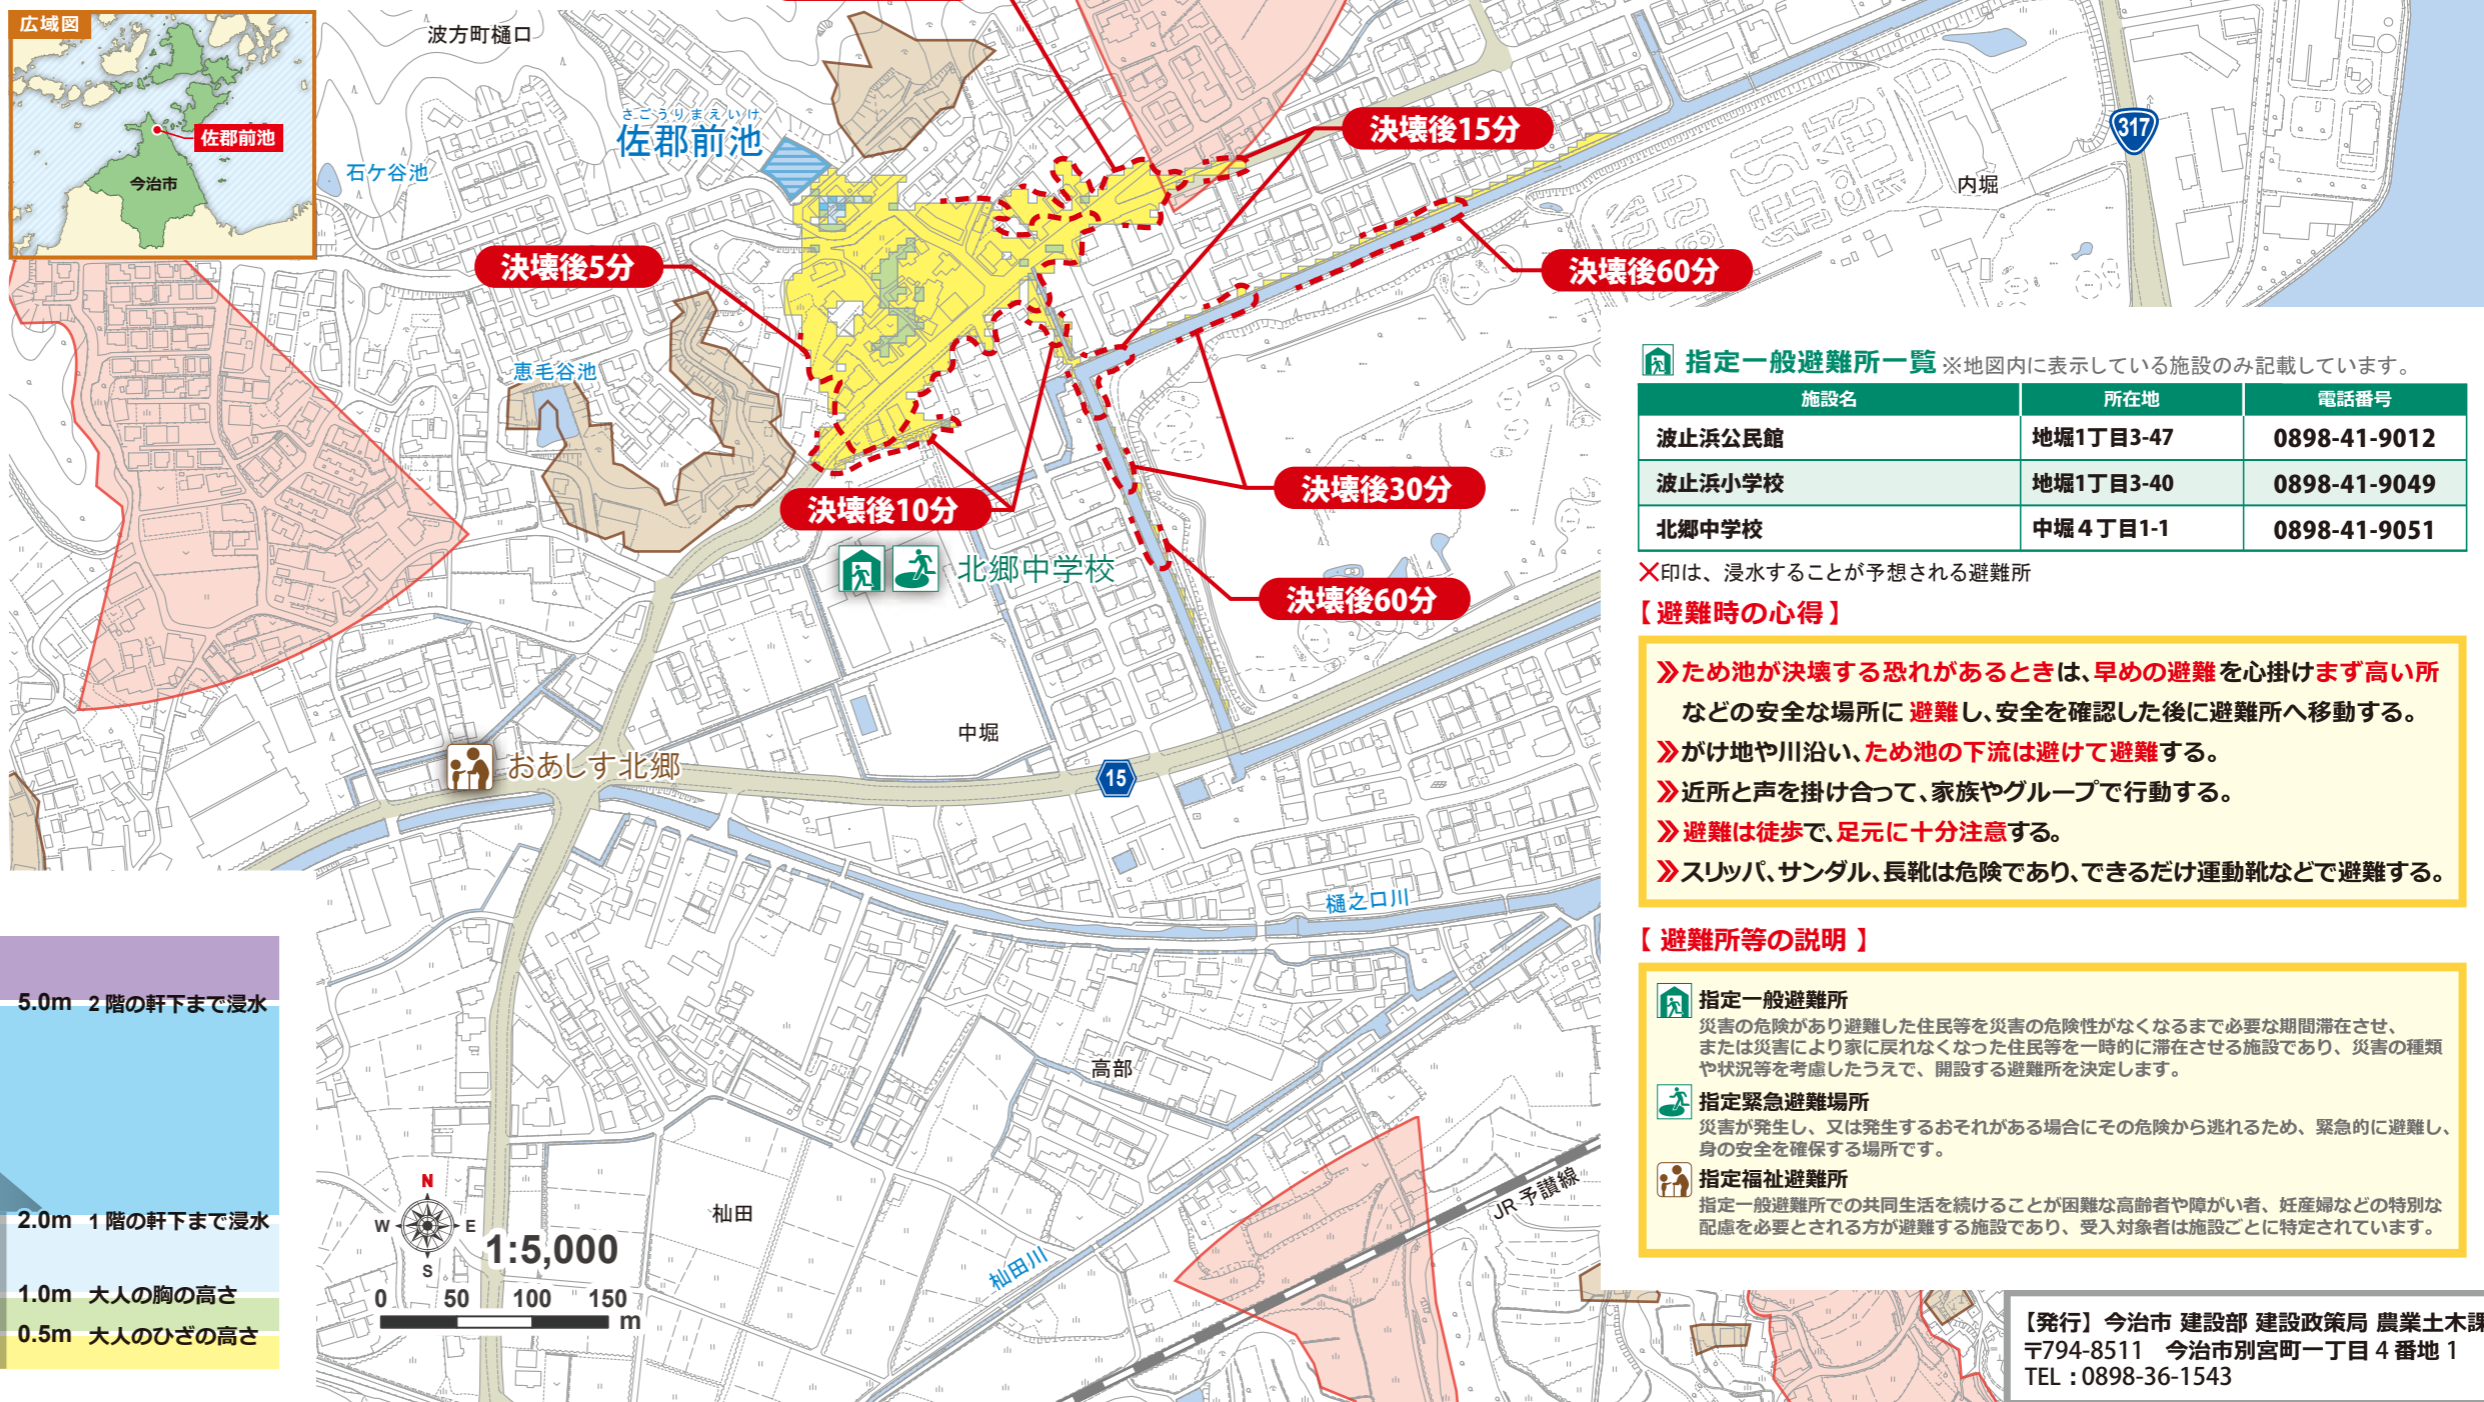 広域図
佐郡前池
今治市
波方町樋口
石ケ谷池
さごうりまえいけ
佐郡前池
決壊後5分
決壊後15分
決壊後60分
317
内堀
恵毛谷池
決壊後10分
決壊後30分
決壊後60分
北郷中学校
中堀
おあしす北郷
15
樋之口川
高部
杣田
杣田川
JR予讃線
N
W
E
S
1:5,000
0 50 100 150
m
5.0m 2階の軒下まで浸水
2.0m 1階の軒下まで浸水
1.0m 大人の胸の高さ
0.5m 大人のひざの高さ
指定一般避難所一覧 ※地図内に表示している施設のみ記載しています。
施設名 所在地 電話番号
波止浜公民館 地堀1丁目3-47 0898-41-9012
波止浜小学校 地堀1丁目3-40 0898-41-9049
北郷中学校 中堀4丁目1-1 0898-41-9051
×印は、浸水することが予想される避難所
【避難時の心得】
≫ため池が決壊する恐れがあるときは、早めの避難を心掛けまず高い所
などの安全な場所に避難し、安全を確認した後に避難所へ移動する。
≫がけ地や川沿い、ため池の下流は避けて避難する。
≫近所と声を掛け合って、家族やグループで行動する。
≫避難は徒歩で、足元に十分注意する。
≫スリッパ、サンダル、長靴は危険であり、できるだけ運動靴などで避難する。
【 避難所等の説明 】
指定一般避難所
災害の危険があり避難した住民等を災害の危険性がなくなるまで必要な期間滞在させ、
または災害により家に戻れなくなった住民等を一時的に滞在させる施設であり、災害の種類
や状況等を考慮したうえで、開設する避難所を決定します。
指定緊急避難場所
災害が発生し、又は発生するおそれがある場合にその危険から逃れるため、緊急的に避難し、
身の安全を確保する場所です。
指定福祉避難所
指定一般避難所での共同生活を続けることが困難な高齢者や障がい者、妊産婦などの特別な
配慮を必要とされる方が避難する施設であり、受入対象者は施設ごとに特定されています。
【発行】今治市 建設部 建設政策局 農業土木課
〒794-8511 今治市別宮町一丁目4番地1
TEL:0898-36-1543